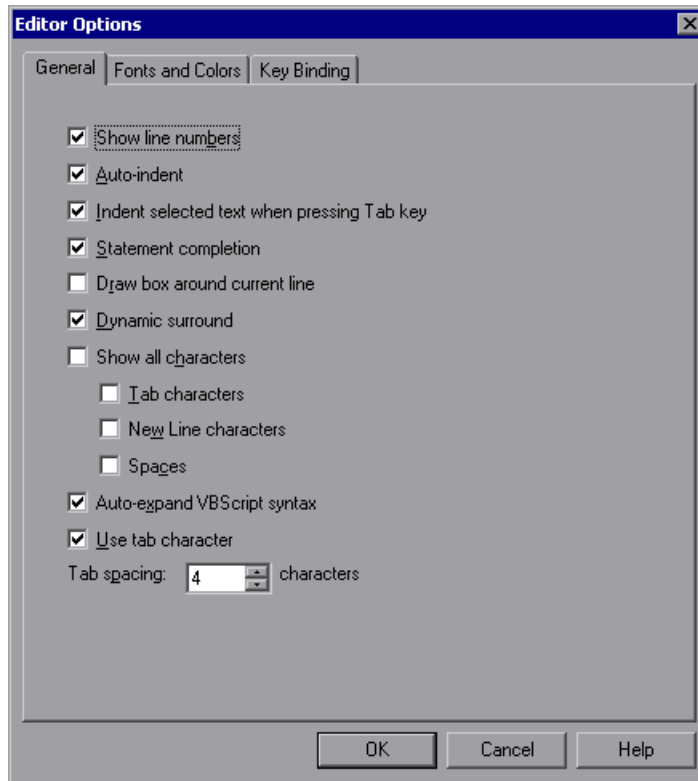 Editor Options
General Fonts and Colors Key Binding
Show line numbers
Auto-indent
Indent selected text when pressing Tab key
Statement completion
Draw box around current line
Dynamic surround
Show all characters
Tab characters
New Line characters
Spaces
Auto-expand VBScript syntax
Use tab character
Tab spacing: 4 characters
OK Cancel Help